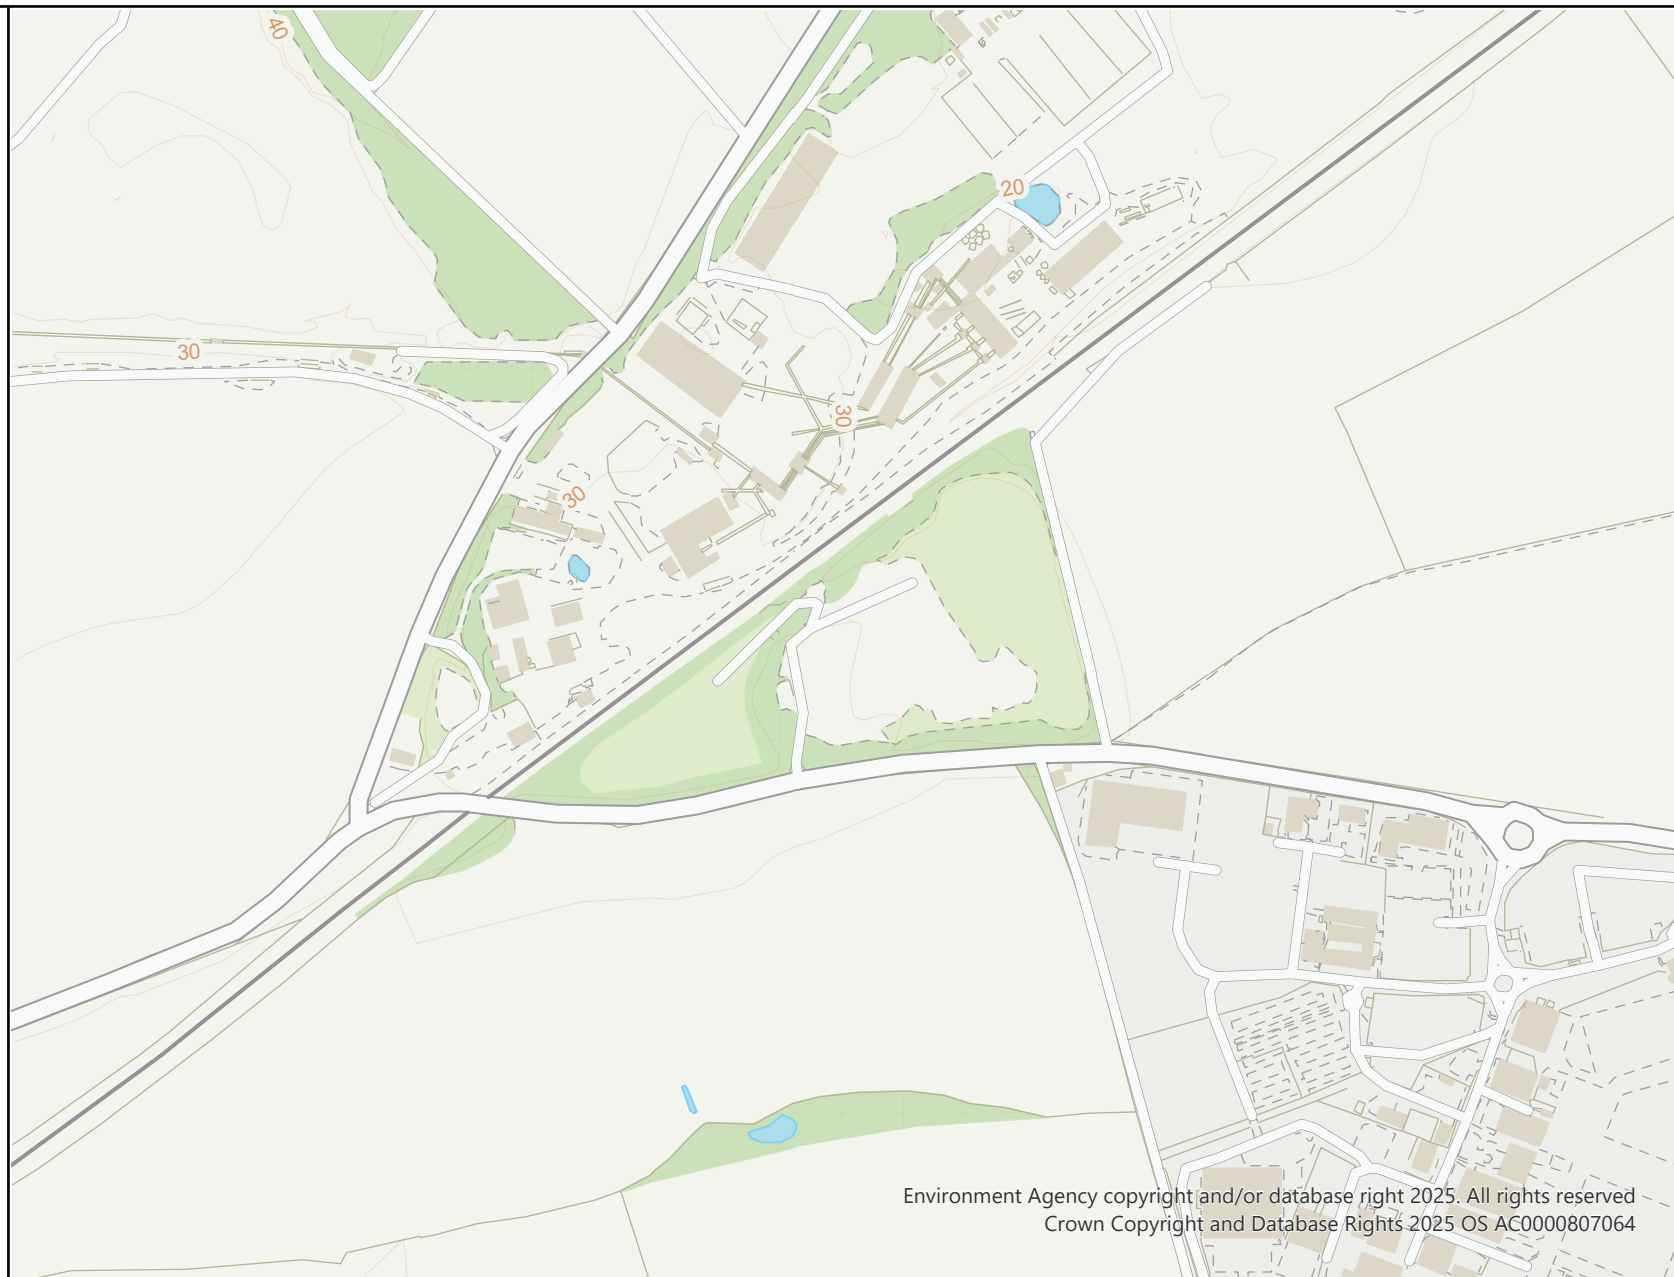 40
20
30
30
30
Environment Agency copyright and/or database right 2025. All rights reserved
Crown Copyright and Database Rights 2025 OS AC0000807064